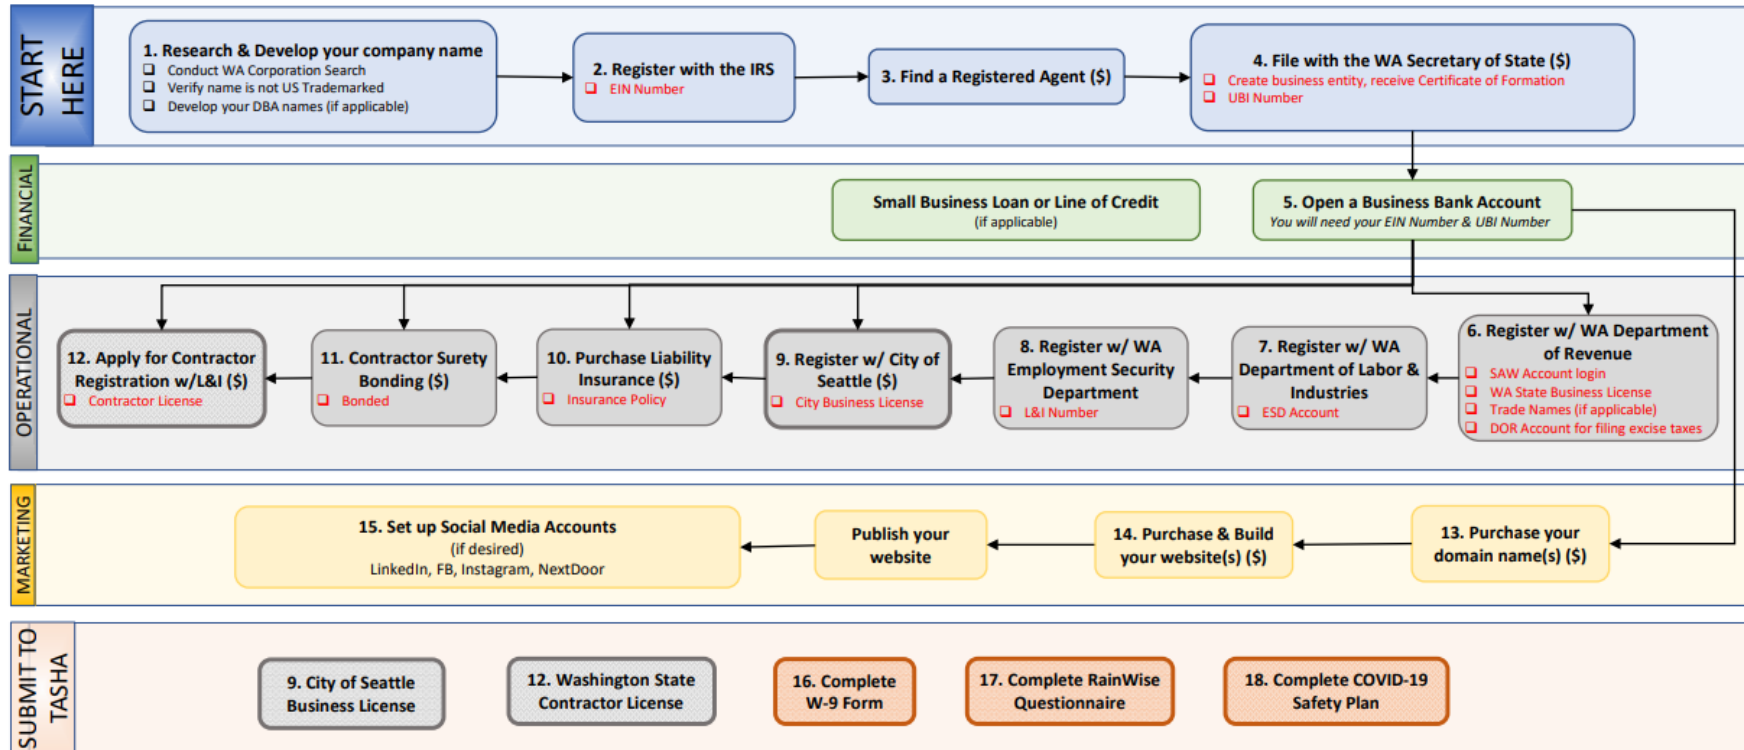 START
HERE
1. Research & Develop your company name
❑ Conduct WA Corporation Search
❑ Verify name is not US Trademarked
❑ Develop your DBA names (if applicable)
2. Register with the IRS
❑ EIN Number
3. Find a Registered Agent ($)
4. File with the WA Secretary of State ($)
❑ Create business entity, receive Certificate of Formation
❑ UBI Number
FINANCIAL
Small Business Loan or Line of Credit
(if applicable)
5. Open a Business Bank Account
You will need your EIN Number & UBI Number
OPERATIONAL
12. Apply for Contractor
Registration w/L&I ($)
❑ Contractor License
11. Contractor Surety
Bonding ($)
❑ Bonded
10. Purchase Liability
Insurance ($)
❑ Insurance Policy
9. Register w/ City of
Seattle ($)
❑ City Business License
8. Register w/ WA
Employment Security
Department
❑ L&I Number
7. Register w/ WA
Department of Labor &
Industries
❑ ESD Account
6. Register w/ WA Department
of Revenue
❑ SAW Account login
❑ WA State Business License
❑ Trade Names (if applicable)
❑ DOR Account for filing excise taxes
MARKETING
15. Set up Social Media Accounts
(if desired)
LinkedIn, FB, Instagram, NextDoor
Publish your
website
14. Purchase & Build
your website(s) ($)
13. Purchase your
domain name(s) ($)
SUBMIT TO
TASHA
9. City of Seattle
Business License
12. Washington State
Contractor License
16. Complete
W-9 Form
17. Complete RainWise
Questionnaire
18. Complete COVID-19
Safety Plan